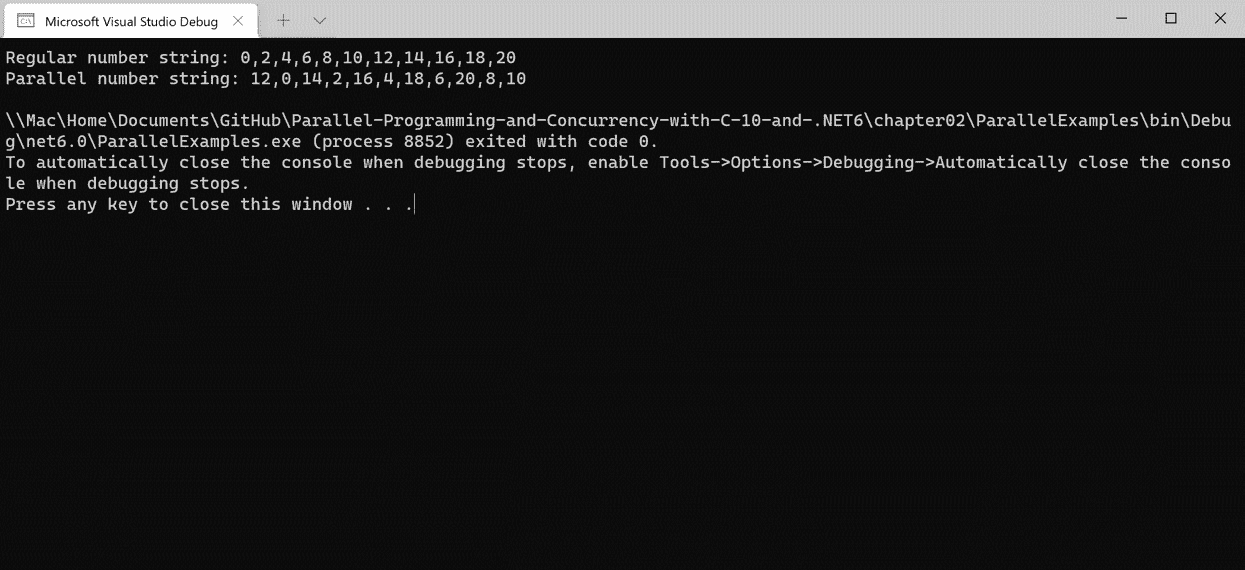 Microsoft Visual Studio Debug
Regular number string: 0,2,4,6,8,10,12,14,16,18,20
Parallel number string: 12,0,14,2,16,4,18,6,20,8,10
\\Mac\Home\Documents\GitHub\Parallel-Programming-and-Concurrency-with-C-10-and-.NET6\chapter02\ParallelExamples\bin\Debu
g\net6.0\ParallelExamples.exe (process 8852) exited with code 0.
To automatically close the console when debugging stops, enable Tools->Options->Debugging->Automatically close the conso
le when debugging stops.
Press any key to close this window . . .